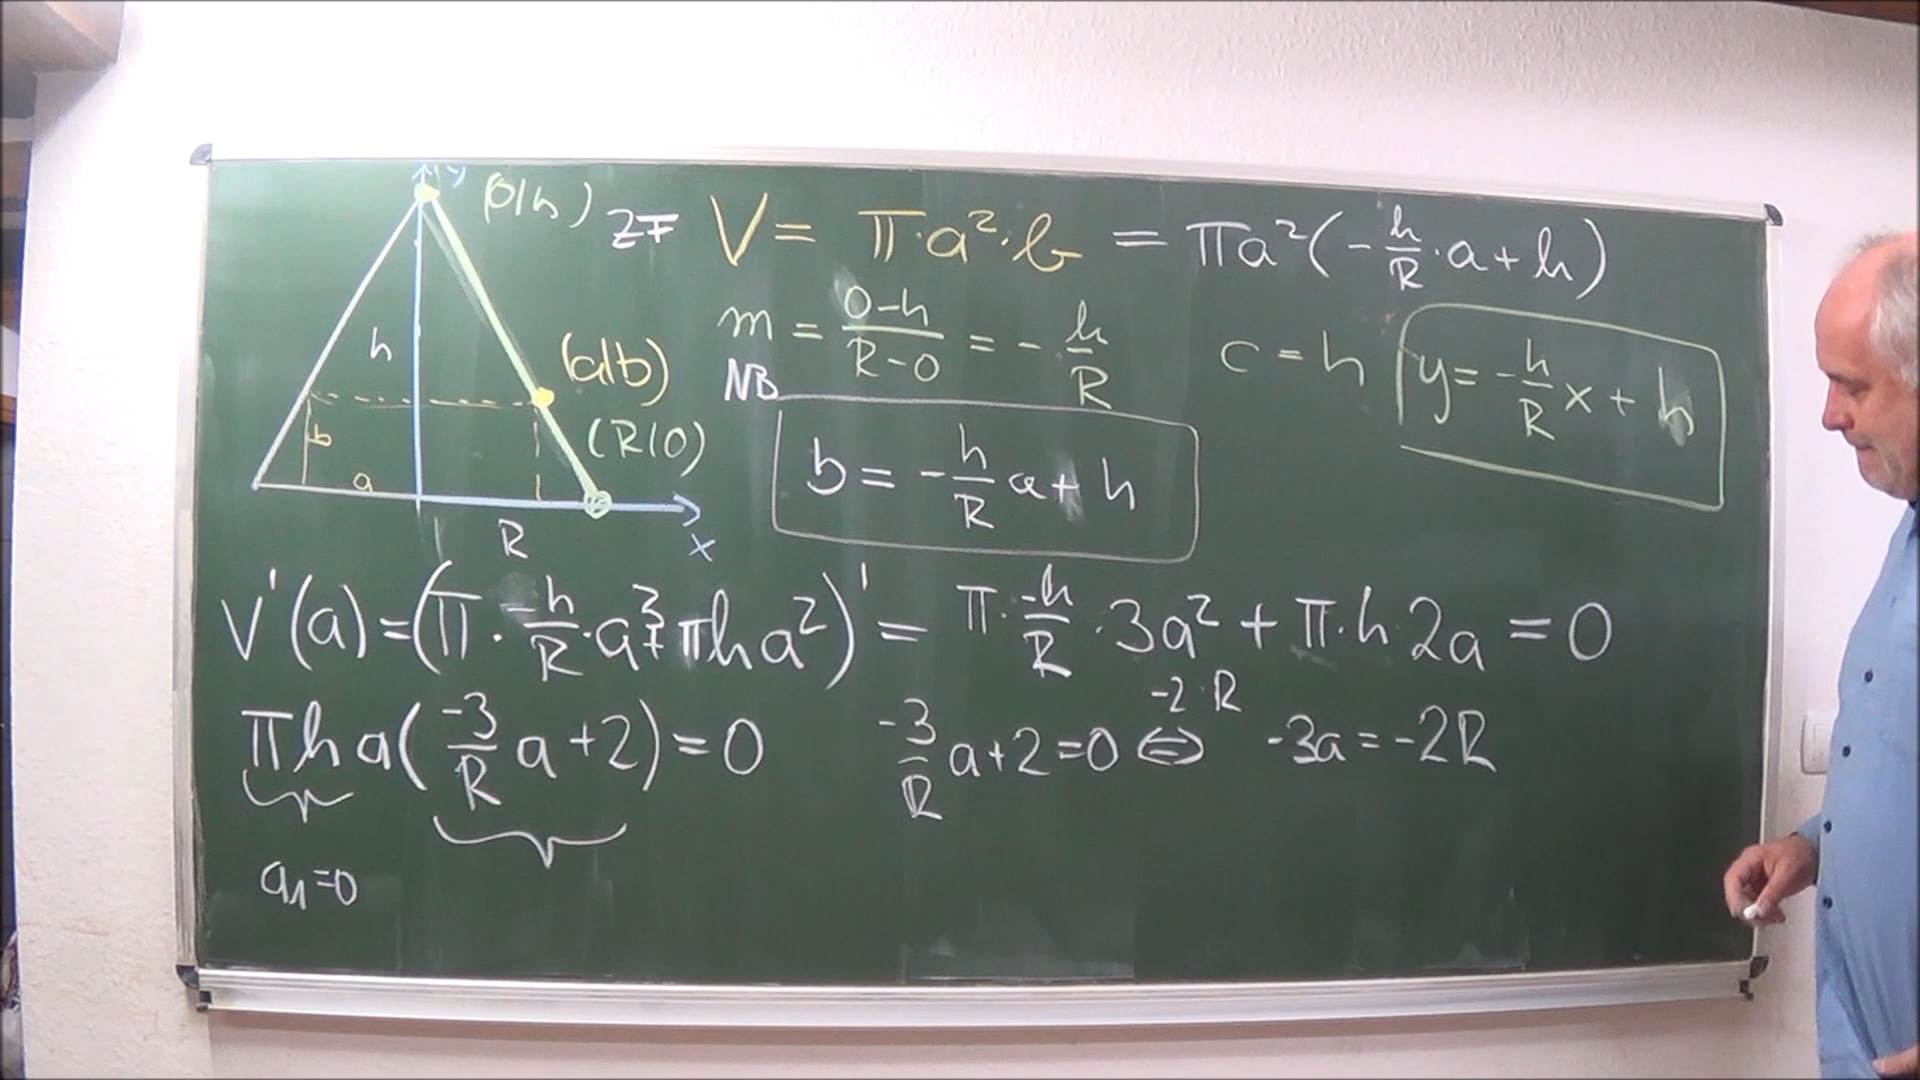 y
(0|h)
ZF V = π·a²·b = πa²(-h/R·a+h)
m = (0-h)/(R-0) = -h/R
c = h
y = -h/R x + h
NB
b = -h/R a + h
h
(a|b)
(R|0)
b
a
R
x
V'(a) = (π·-h/R·a³+πha²)' = π·-h/R·3a²+π·h·2a = 0
πha(-3/R a+2) = 0
-3/R a+2=0 ⇔ -3a = -2R
-2 ·R
a₁=0